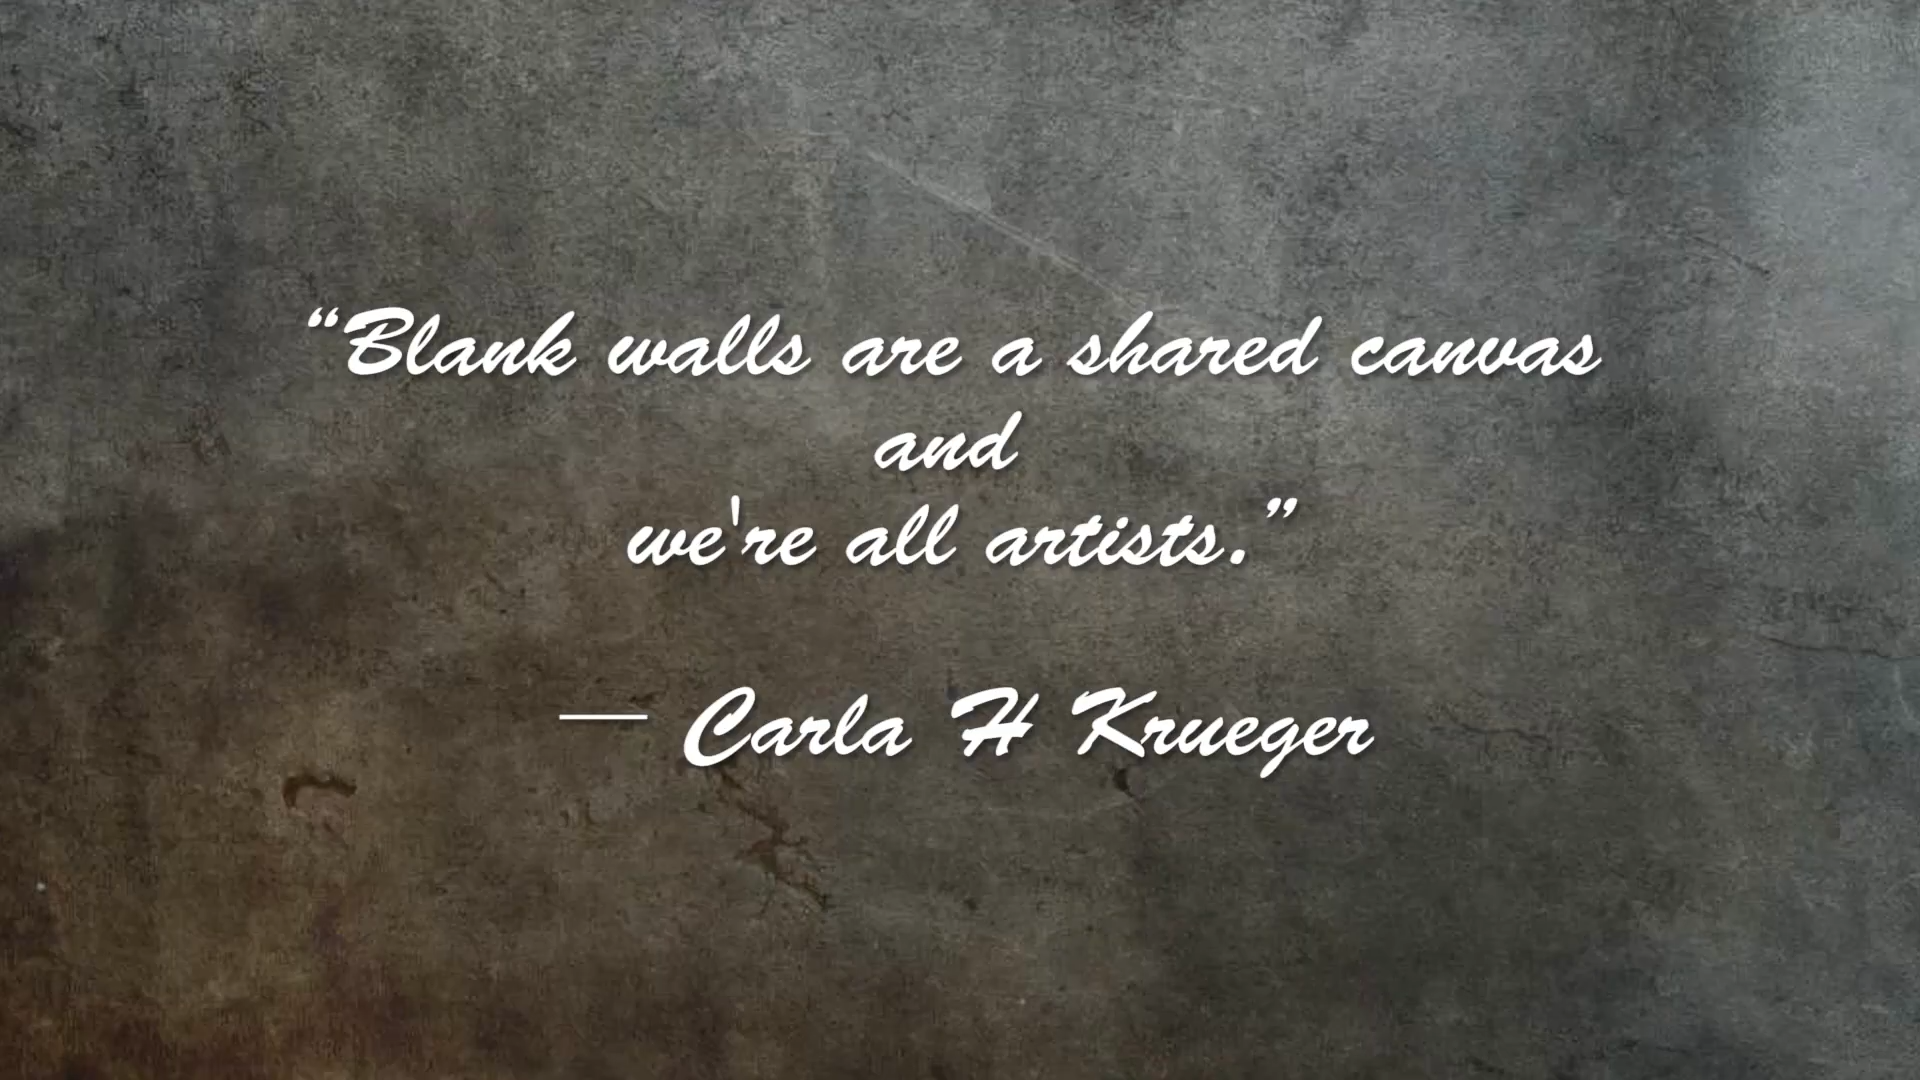 “Blank walls are a shared canvas
and
we're all artists.”
— Carla H Krueger